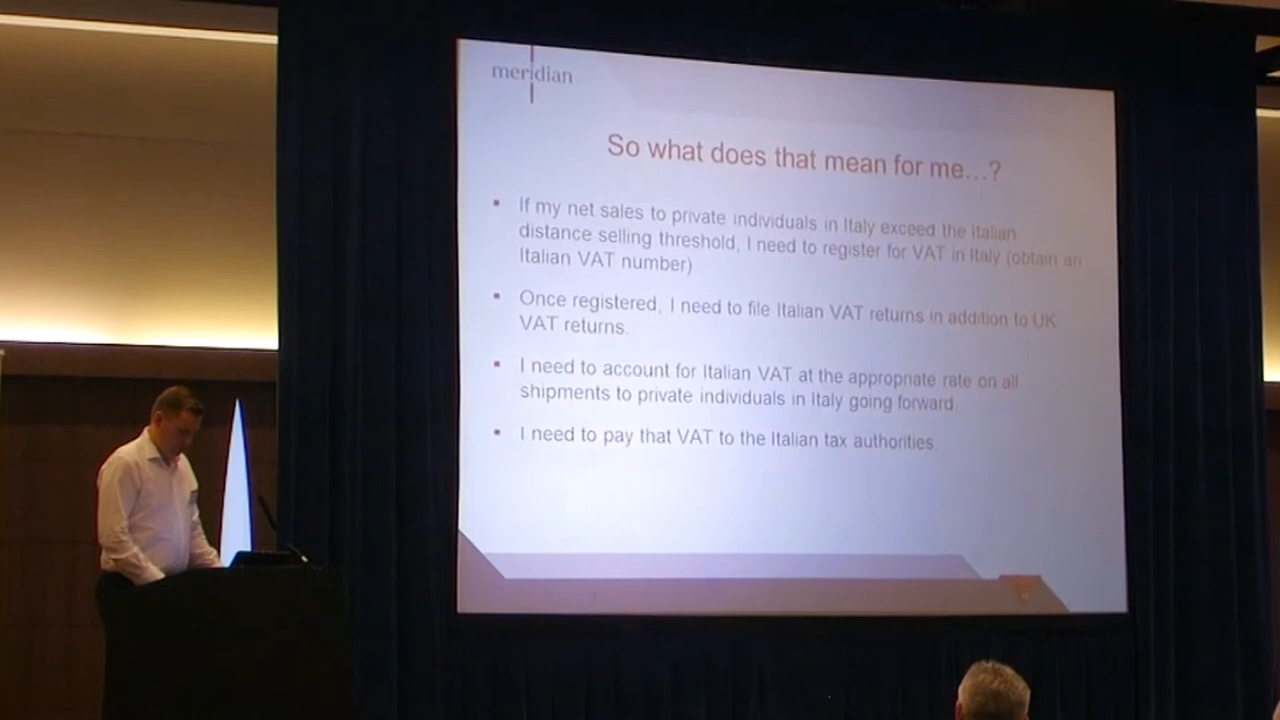 meridian
So what does that mean for me...?
If my net sales to private individuals in Italy exceed the Italian
distance selling threshold, I need to register for VAT in Italy (obtain an
Italian VAT number)
Once registered, I need to file Italian VAT returns in addition to UK
VAT returns.
I need to account for Italian VAT at the appropriate rate on all
shipments to private individuals in Italy going forward.
I need to pay that VAT to the Italian tax authorities.